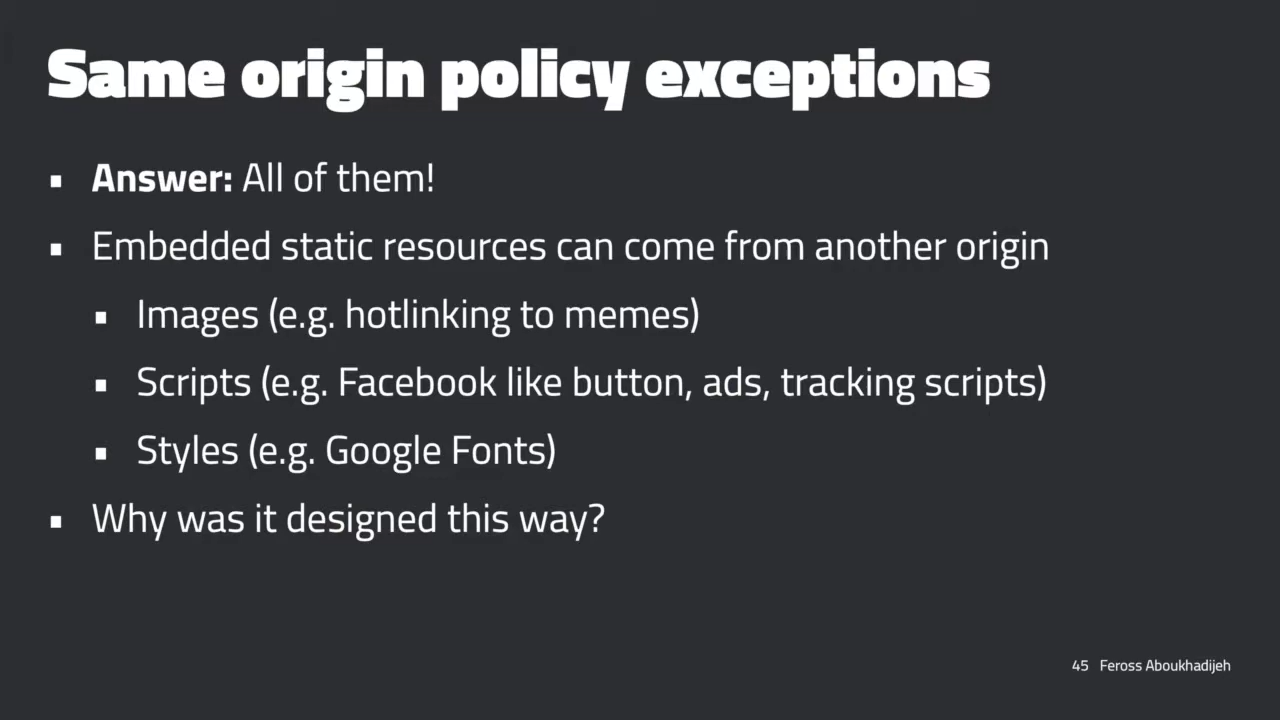 Same origin policy exceptions
▪ Answer: All of them!
▪ Embedded static resources can come from another origin
▪ Images (e.g. hotlinking to memes)
▪ Scripts (e.g. Facebook like button, ads, tracking scripts)
▪ Styles (e.g. Google Fonts)
▪ Why was it designed this way?
45 Feross Aboukhadijeh